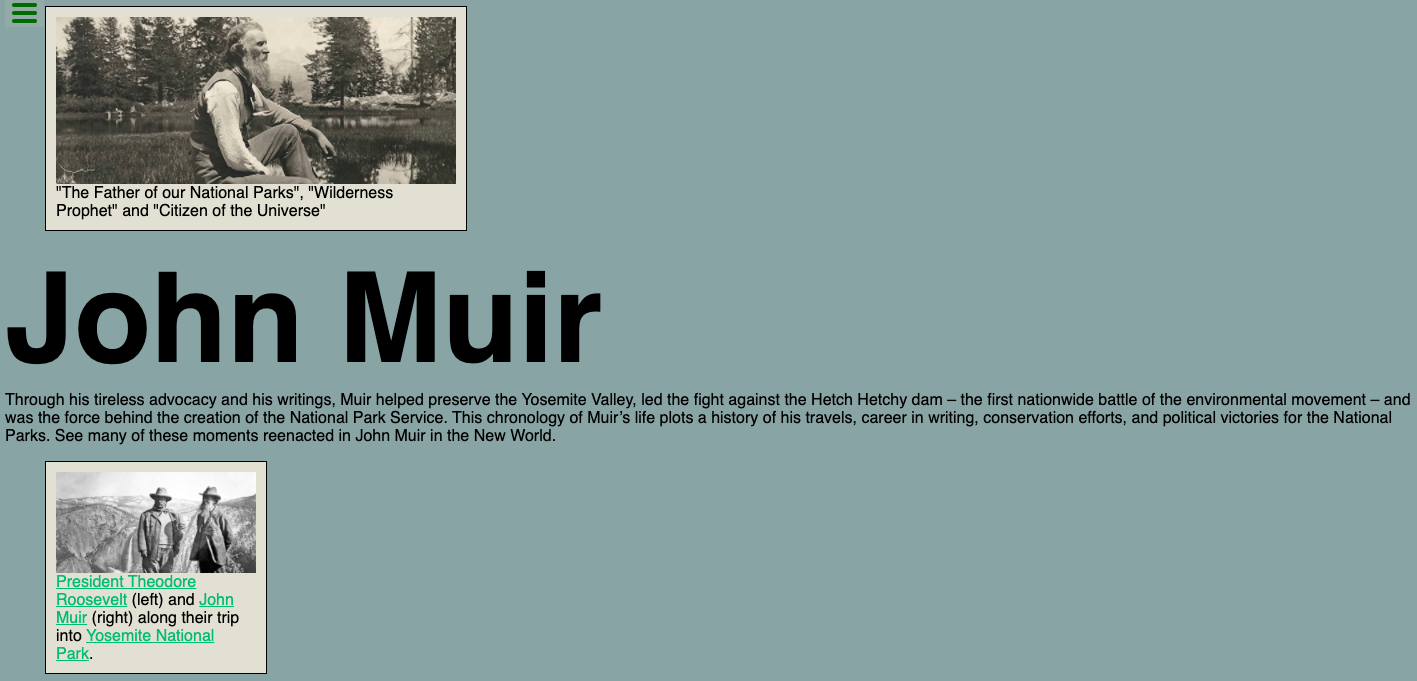 "The Father of our National Parks", "Wilderness
Prophet" and "Citizen of the Universe"
John Muir
Through his tireless advocacy and his writings, Muir helped preserve the Yosemite Valley, led the fight against the Hetch Hetchy dam – the first nationwide battle of the environmental movement – and
was the force behind the creation of the National Park Service. This chronology of Muir’s life plots a history of his travels, career in writing, conservation efforts, and political victories for the National
Parks. See many of these moments reenacted in John Muir in the New World.
President Theodore
Roosevelt (left) and John
Muir (right) along their trip
into Yosemite National
Park.